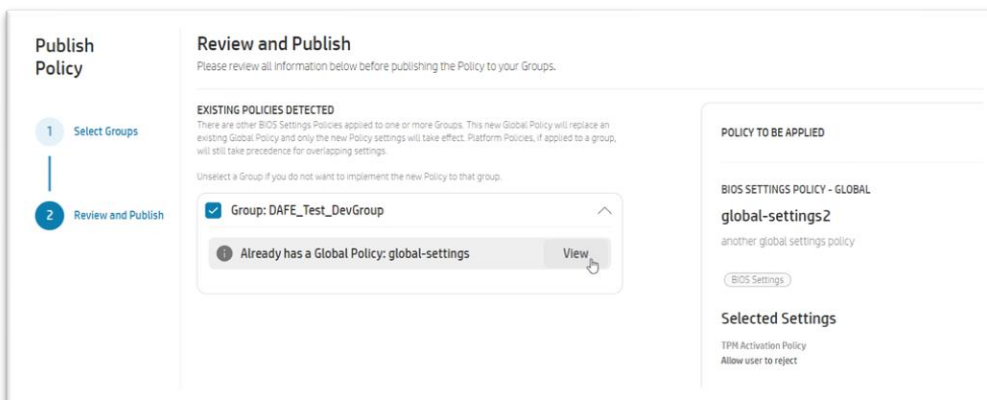 Publish
Policy
1 Select Groups
2 Review and Publish
Review and Publish
Please review all information below before publishing the Policy to your Groups.
EXISTING POLICIES DETECTED
There are other BIOS Settings Policies applied to one or more Groups. This new Global Policy will replace an
existing Global Policy and only the new Policy settings will take effect. Platform Policies, if applied to a group,
will still take precedence for overlapping settings.
Unselect a Group if you do not want to implement the new Policy to that group.
Group: DAFE_Test_DevGroup
Already has a Global Policy: global-settings View
POLICY TO BE APPLIED
BIOS SETTINGS POLICY - GLOBAL
global-settings2
another global settings policy
BIOS Settings
Selected Settings
TPM Activation Policy
Allow user to reject